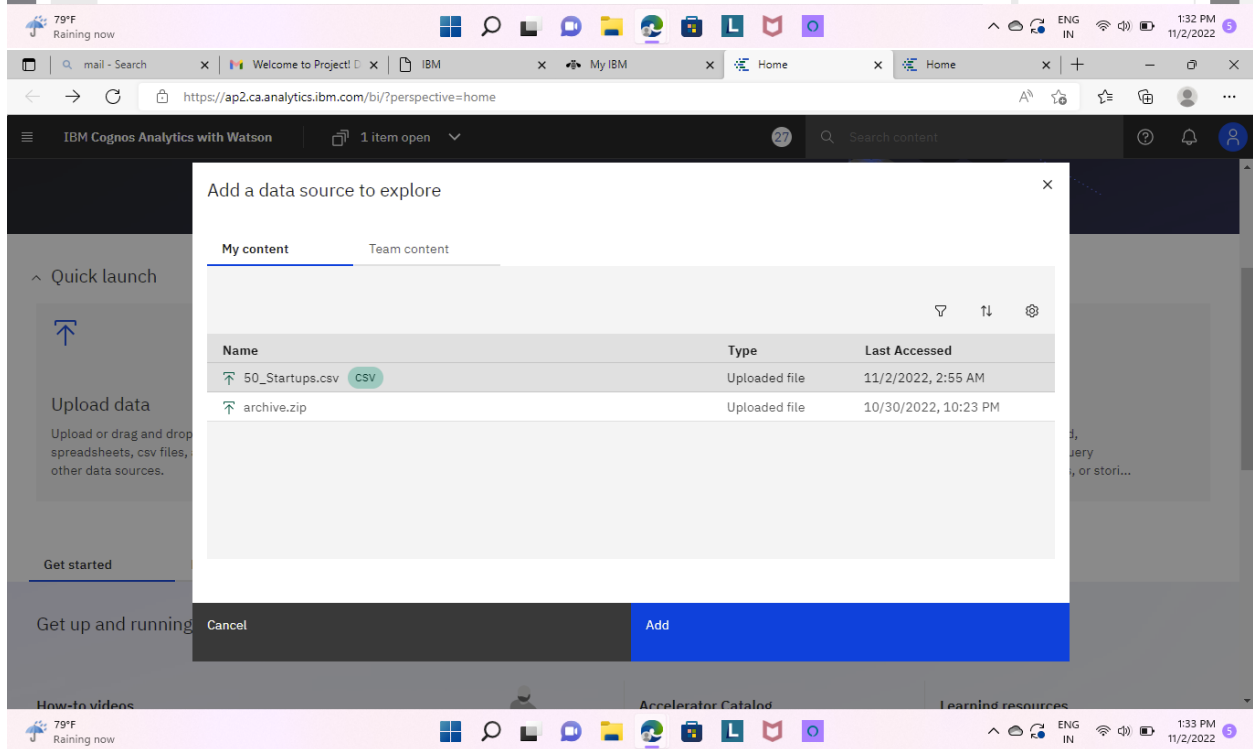 79°F
Raining now
ENG
IN
1:32 PM
11/2/2022
5
mail - Search
Welcome to Project! D
IBM
My IBM
Home
Home
https://ap2.ca.analytics.ibm.com/bi/?perspective=home
IBM Cognos Analytics with Watson
1 item open
27
Search content
Add a data source to explore
My content
Team content
Quick launch
Name
Type
Last Accessed
50_Startups.csv
CSV
Uploaded file
11/2/2022, 2:55 AM
archive.zip
Uploaded file
10/30/2022, 10:23 PM
Upload data
Upload or drag and drop
spreadsheets, csv files,
other data sources.
d,
uery
s, or stori...
Get started
Get up and running
Cancel
Add
How-to videos
Accelerator Catalog
Learning resources
79°F
Raining now
ENG
IN
1:33 PM
11/2/2022
5